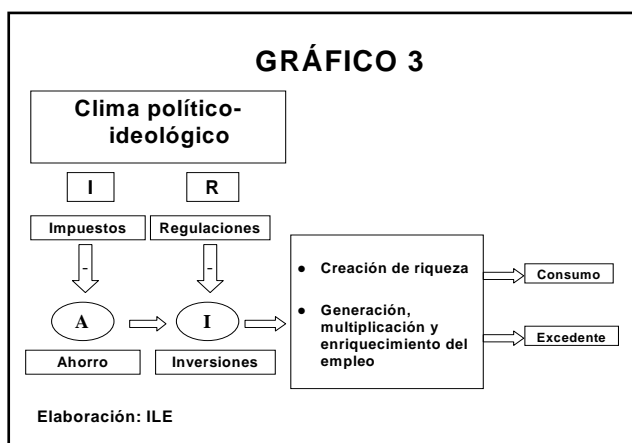 GRÁFICO 3
Clima político-
ideológico
I
R
Impuestos
Regulaciones
-
-
A
I
Ahorro
Inversiones
● Creación de riqueza
● Generación,
multiplicación y
enriquecimiento del
empleo
Consumo
Excedente
Elaboración: ILE